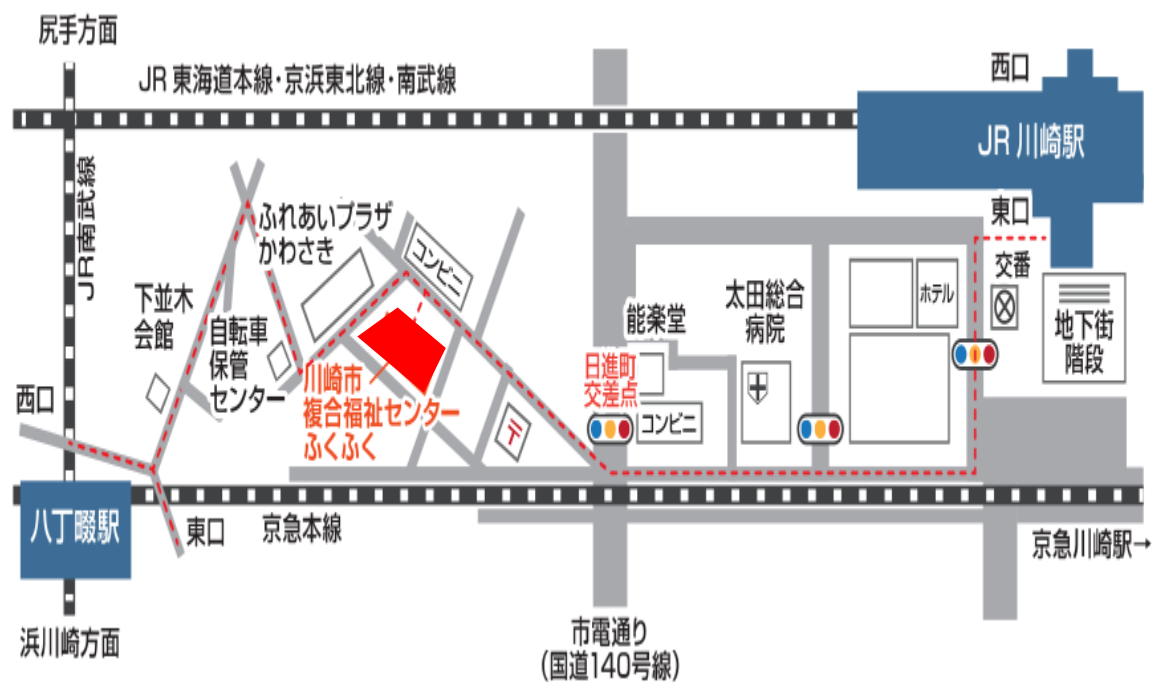 尻手方面
JR 東海道本線・京浜東北線・南武線
西口
JR 川崎駅
JR南武線
東口
ふれあいプラザ
かわさき
コンビニ
交番
下並木
会館
自転車
保管
センター
太田総合
病院
ホテル
能楽堂
地下街
階段
日進町
交差点
川崎市
複合福祉センター
ふくふく
西口
コンビニ
〒
八丁畷駅
東口
京急本線
京急川崎駅→
浜川崎方面
市電通り
(国道140号線)